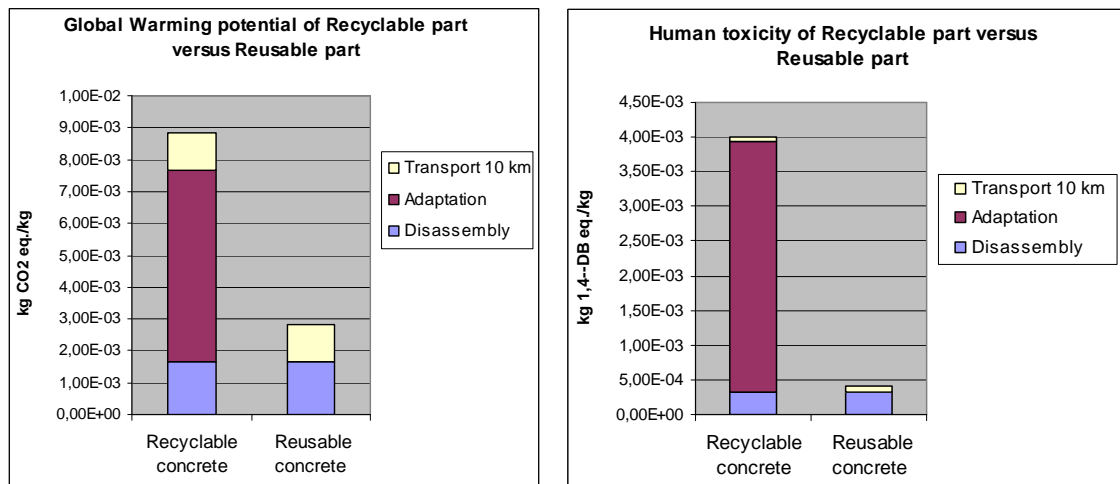 Global Warming potential of Recyclable part
versus Reusable part
1,00E-02
9,00E-03
8,00E-03
7,00E-03
6,00E-03
5,00E-03
4,00E-03
3,00E-03
2,00E-03
1,00E-03
0,00E+00
kg CO2 eq./kg
Recyclable
concrete
Reusable
concrete
Transport 10 km
Adaptation
Disassembly
Human toxicity of Recyclable part versus
Reusable part
4,50E-03
4,00E-03
3,50E-03
3,00E-03
2,50E-03
2,00E-03
1,50E-03
1,00E-03
5,00E-04
0,00E+00
kg 1,4--DB eq./kg
Recyclable
concrete
Reusable
concrete
Transport 10 km
Adaptation
Disassembly